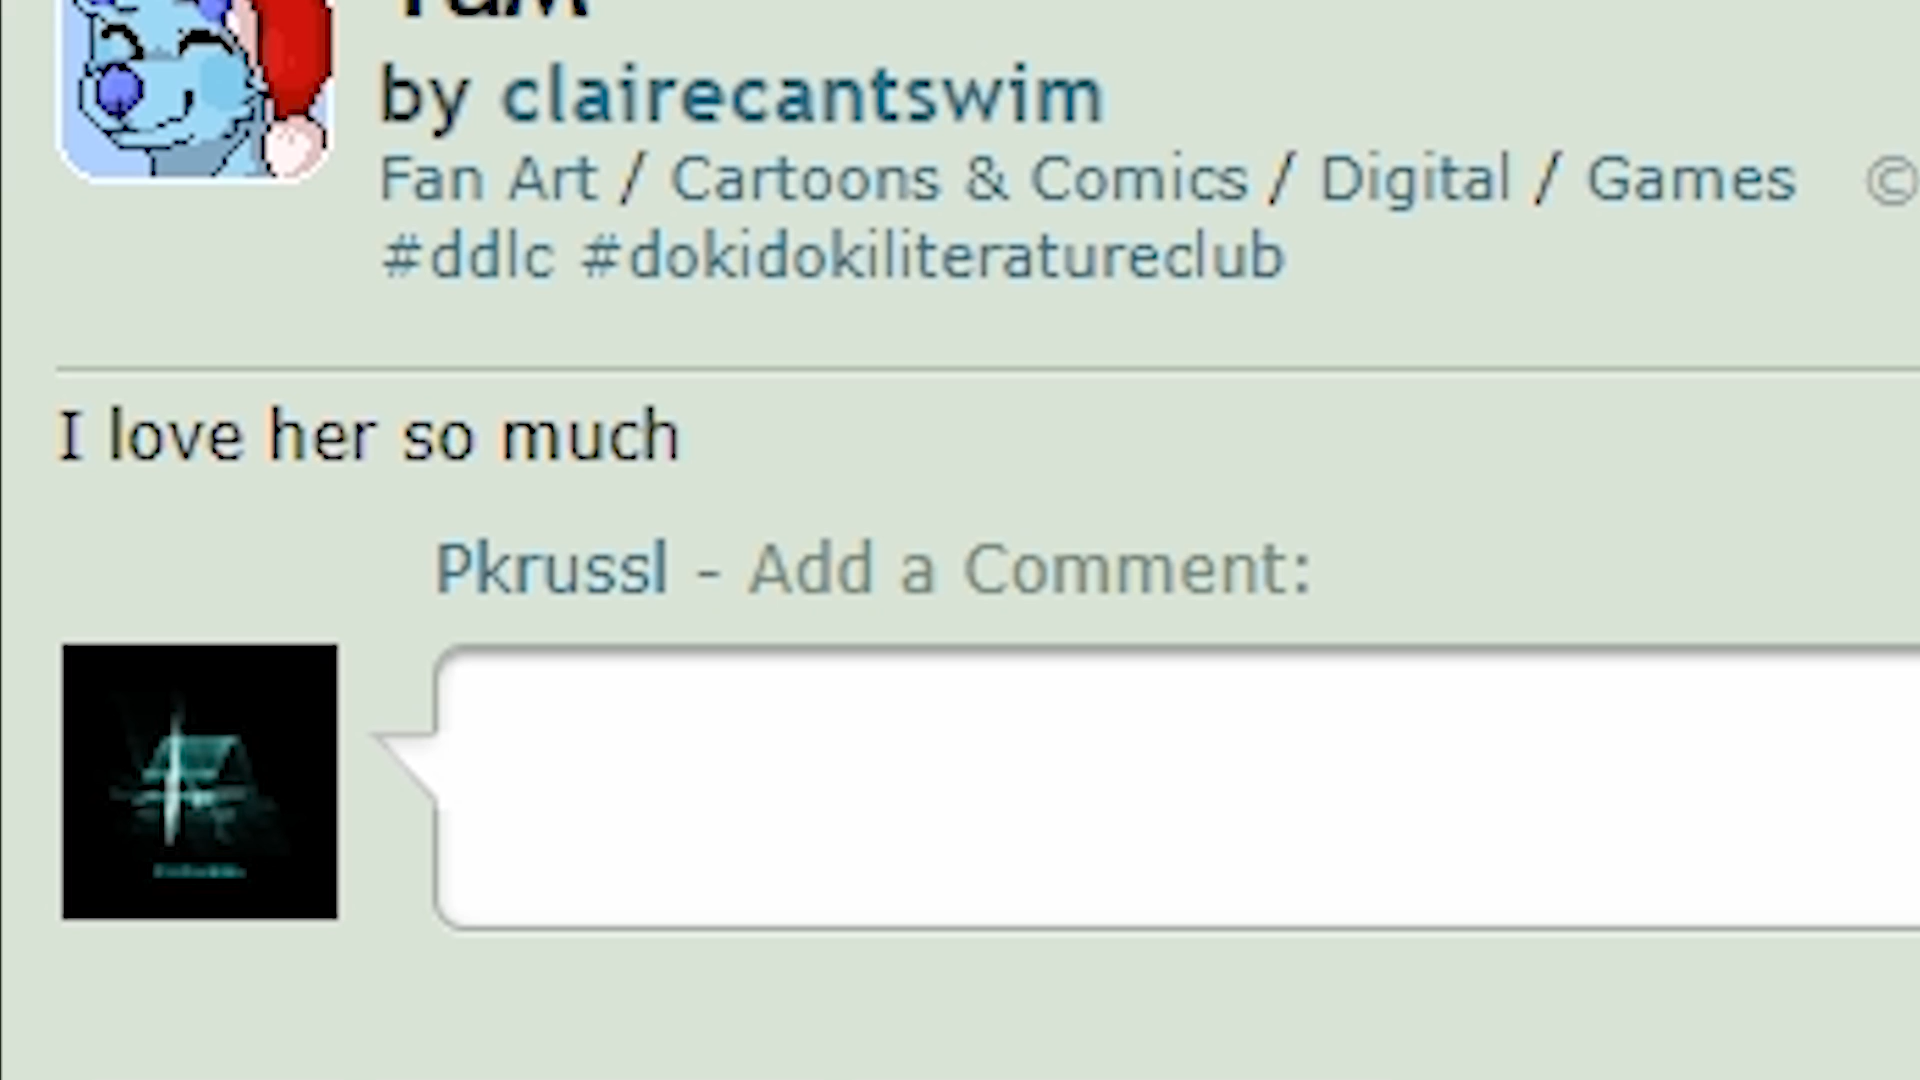 by clairecantswim
Fan Art / Cartoons & Comics / Digital / Games ©
#ddlc #dokidokiliteratureclub
I love her so much
Pkrussl - Add a Comment: